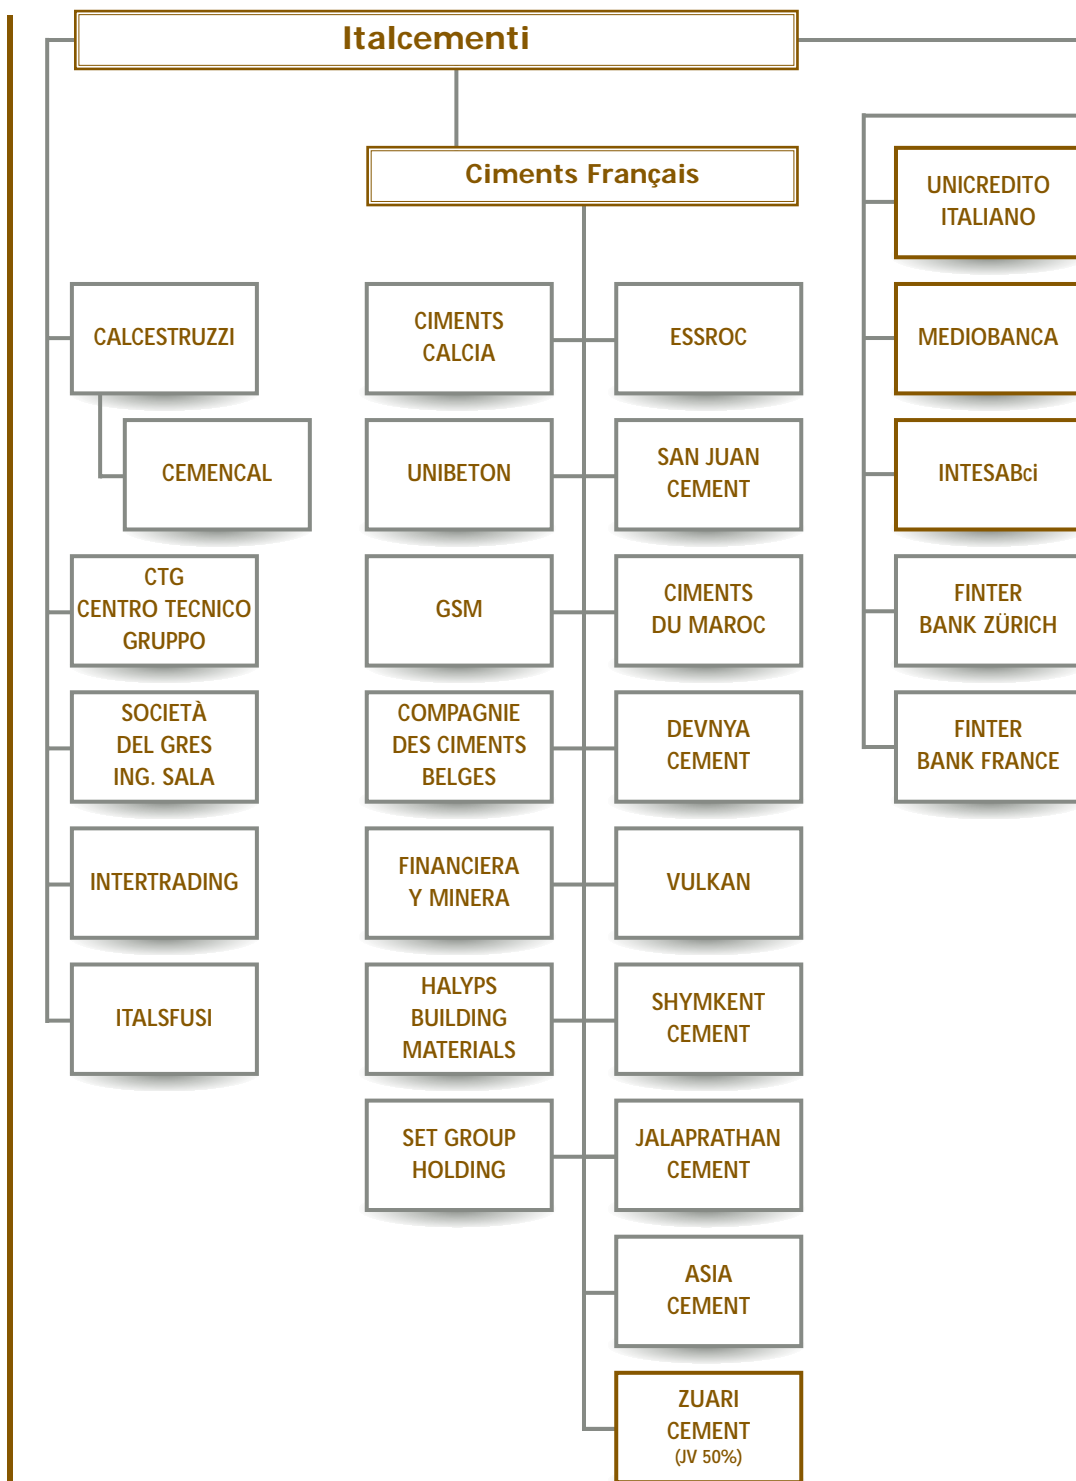 Italcementi
Ciments Français
CALCESTRUZZI
CEMENCAL
CTG
CENTRO TECNICO
GRUPPO
SOCIETÀ
DEL GRES
ING. SALA
INTERTRADING
ITALSFUSI
CIMENTS
CALCIA
UNIBETON
GSM
COMPAGNIE
DES CIMENTS
BELGES
FINANCIERA
Y MINERA
HALYPS
BUILDING
MATERIALS
SET GROUP
HOLDING
ESSROC
SAN JUAN
CEMENT
CIMENTS
DU MAROC
DEVNYA
CEMENT
VULKAN
SHYMKENT
CEMENT
JALAPRATHAN
CEMENT
ASIA
CEMENT
ZUARI
CEMENT
(JV 50%)
UNICREDITO
ITALIANO
MEDIOBANCA
INTESABci
FINTER
BANK ZÜRICH
FINTER
BANK FRANCE